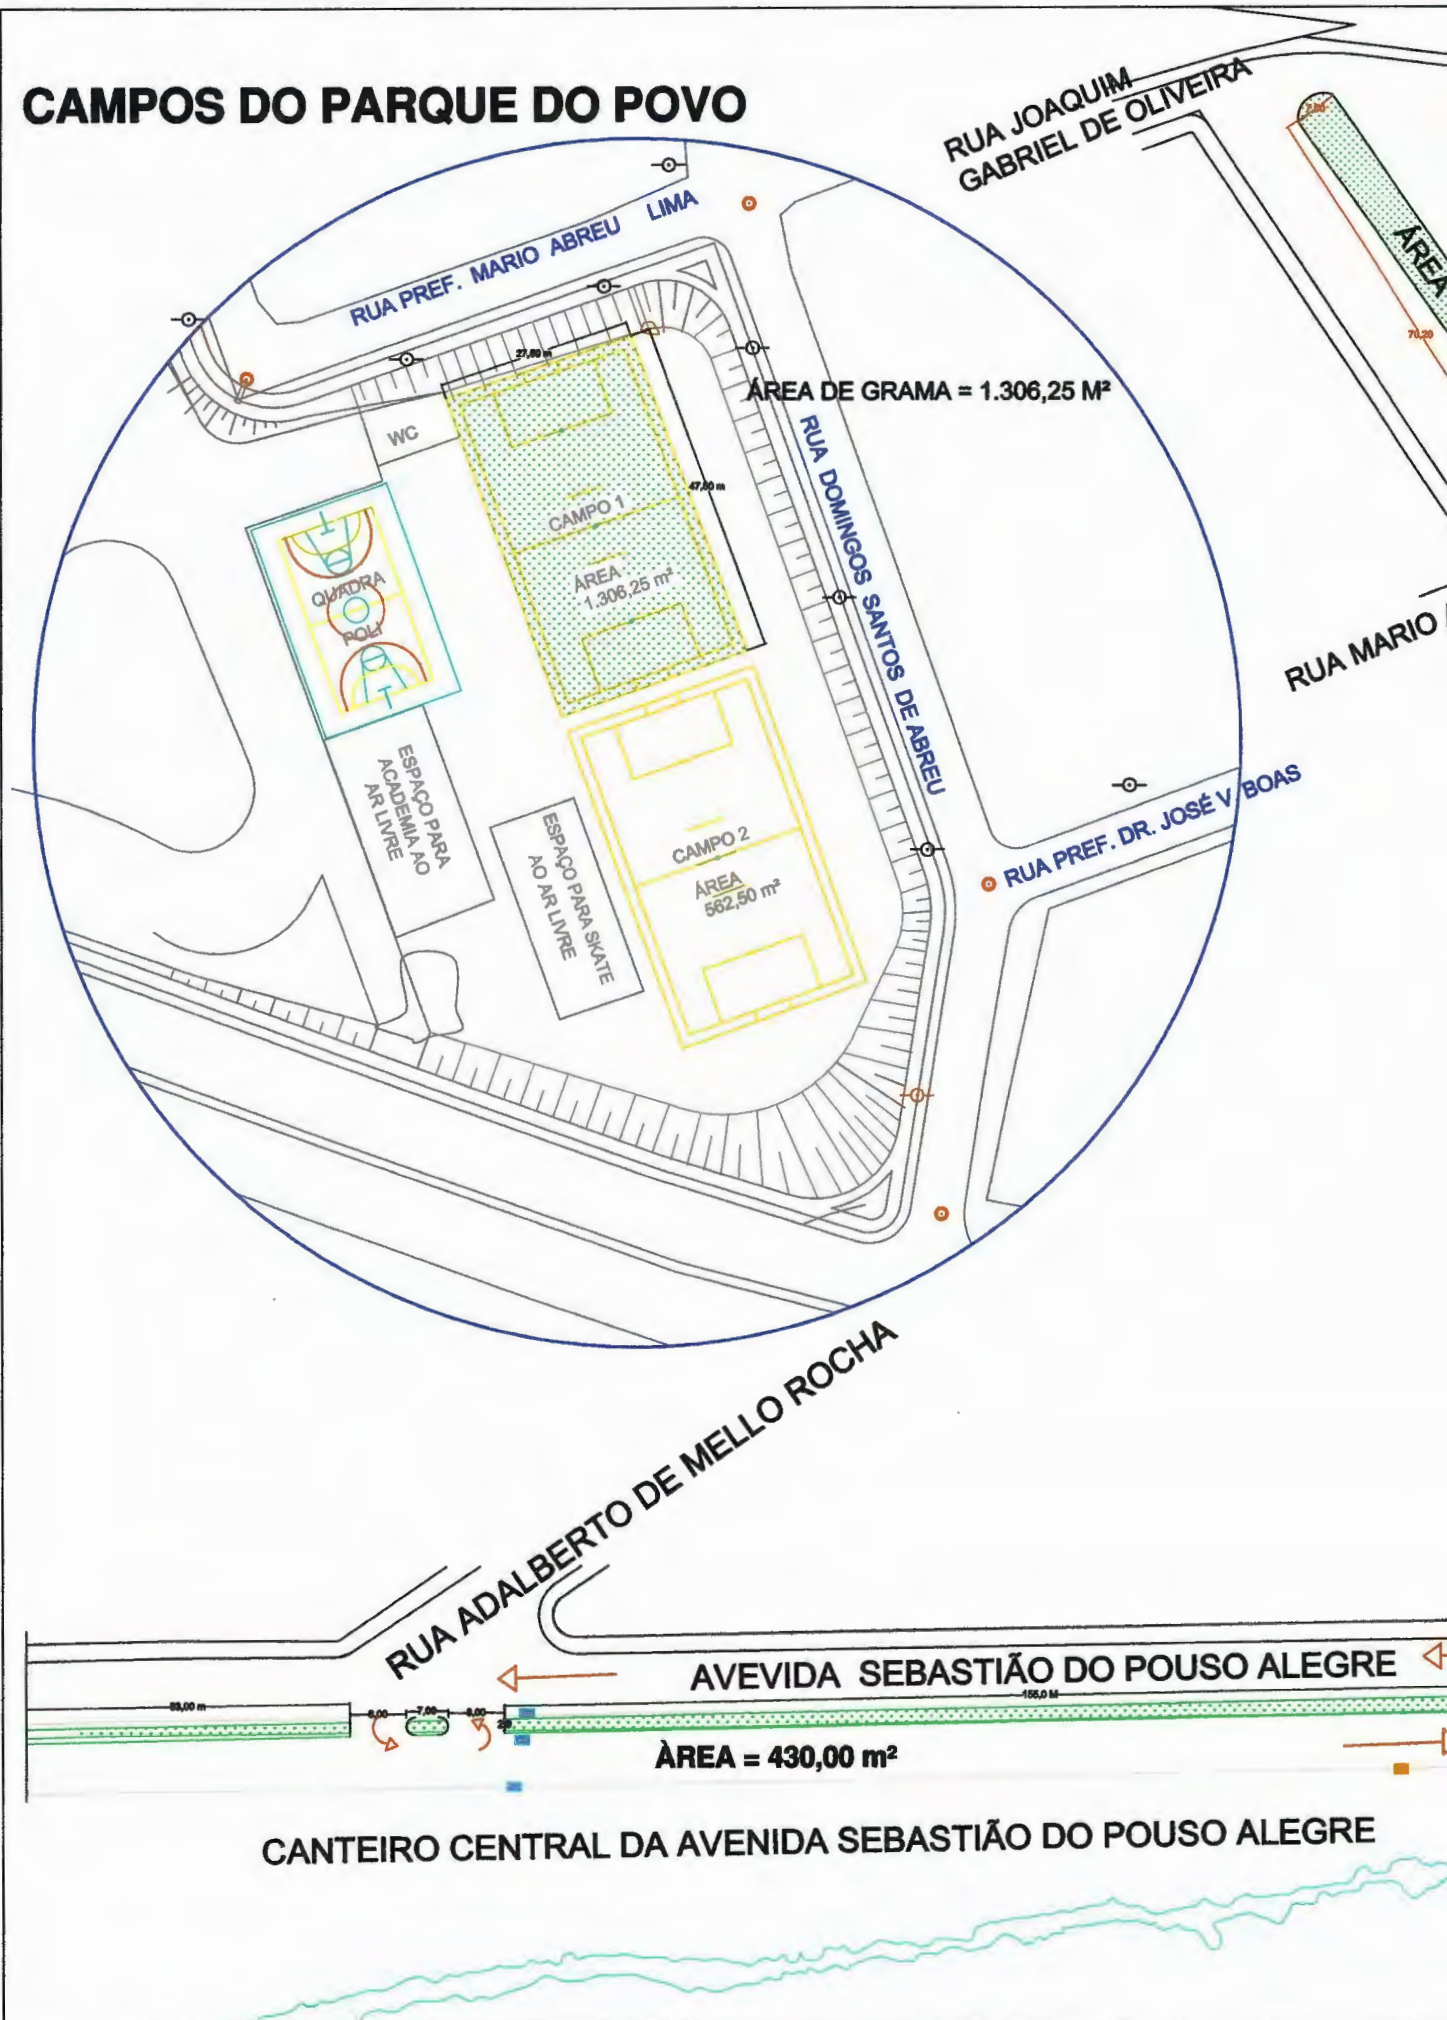 CAMPOS DO PARQUE DO POVO
RUA JOAQUIM
GABRIEL DE OLIVEIRA
RUA PREF. MARIO ABREU LIMA
ÁREA
70,20
ÁREA DE GRAMA = 1.306,25 M²
WC
CAMPO 1
ÁREA
1.306,25 m²
QUADRA
POLI
RUA DOMINGOS SANTOS DE ABREU
RUA MARIO
ESPAÇO PARA
ACADEMIA AO
AR LIVRE
ESPAÇO PARA SKATE
AO AR LIVRE
CAMPO 2
ÁREA
562,50 m²
RUA PREF. DR. JOSÉ V. BOAS
RUA ADALBERTO DE MELLO ROCHA
AVEVIDA SEBASTIÃO DO POUSO ALEGRE
7,00
ÀREA = 430,00 m²
CANTEIRO CENTRAL DA AVENIDA SEBASTIÃO DO POUSO ALEGRE